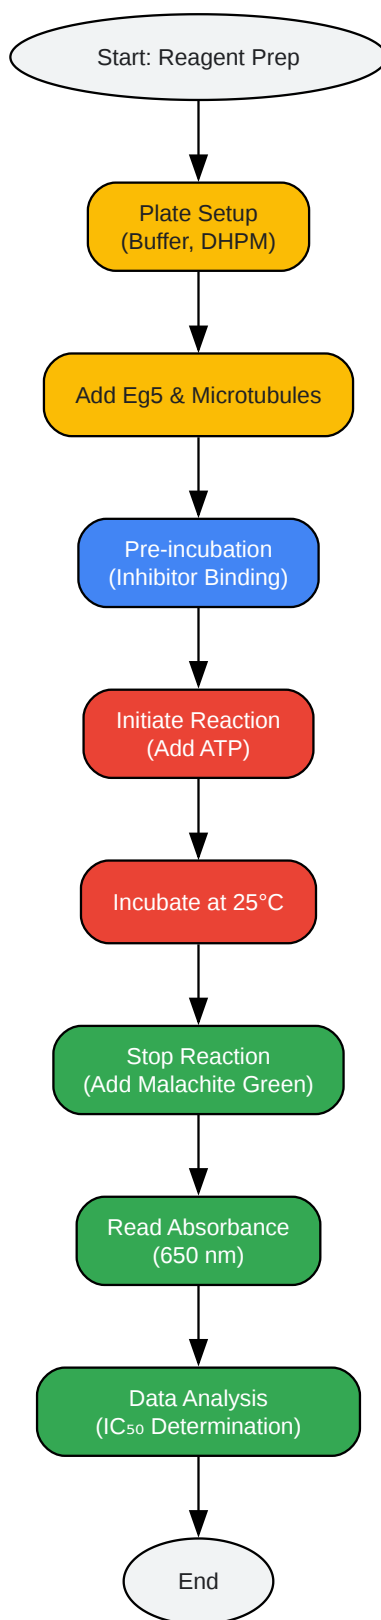 Start: Reagent Prep
Plate Setup
(Buffer, DHPM)
Add Eg5 & Microtubules
Pre-incubation
(Inhibitor Binding)
Initiate Reaction
(Add ATP)
Incubate at 25°C
Stop Reaction
(Add Malachite Green)
Read Absorbance
(650 nm)
Data Analysis
(IC₅₀ Determination)
End